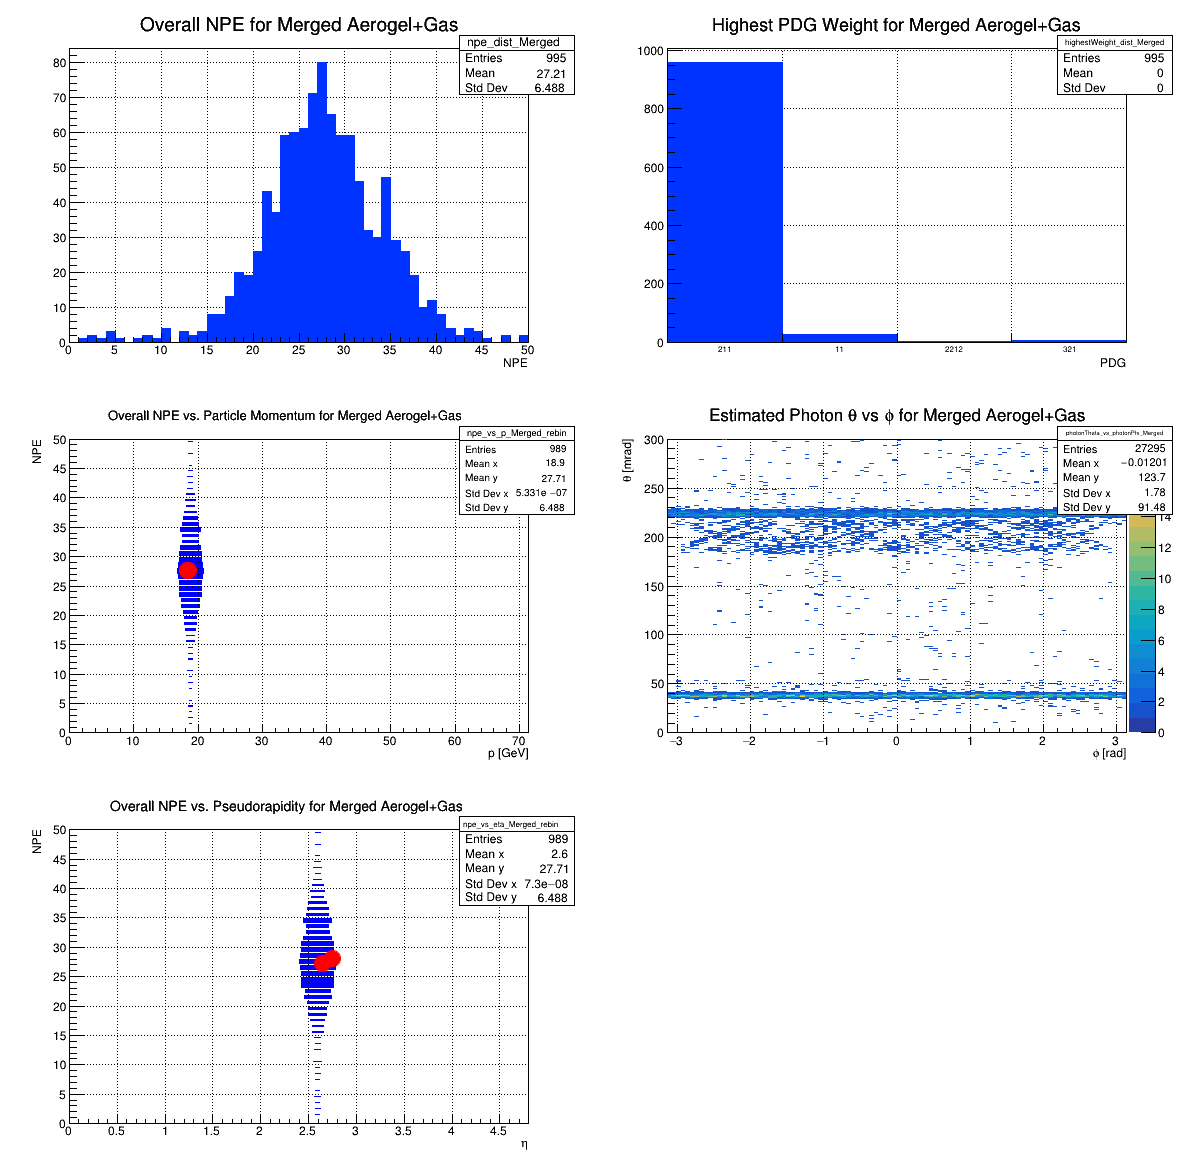 Overall NPE for Merged Aerogel+Gas
npe_dist_Merged
Entries 995
Mean 27.21
Std Dev 6.488
80
70
60
50
40
30
20
10
0
0 5 10 15 20 25 30 35 40 45 50
NPE
Highest PDG Weight for Merged Aerogel+Gas
highestWeight_dist_Merged
Entries 995
Mean 0
Std Dev 0
1000
800
600
400
200
0
211 11 2212 321
PDG
Overall NPE vs. Particle Momentum for Merged Aerogel+Gas
npe_vs_p_Merged_rebin
Entries 989
Mean x 18.9
Mean y 27.71
Std Dev x 5.331e −07
Std Dev y 6.488
NPE
50
45
40
35
30
25
20
15
10
5
0
0 10 20 30 40 50 60 70
p [GeV]
Estimated Photon θ vs ϕ for Merged Aerogel+Gas
photonTheta_vs_photonPhi_Merged
Entries 27295
Mean x −0.01201
Mean y 123.7
Std Dev x 1.78
Std Dev y 91.48
θ [mrad]
300
250
200
150
100
50
0
−3 −2 −1 0 1 2 3
ϕ [rad]
14
12
10
8
6
4
2
0
Overall NPE vs. Pseudorapidity for Merged Aerogel+Gas
npe_vs_eta_Merged_rebin
Entries 989
Mean x 2.6
Mean y 27.71
Std Dev x 7.3e−08
Std Dev y 6.488
NPE
50
45
40
35
30
25
20
15
10
5
0
0 0.5 1 1.5 2 2.5 3 3.5 4 4.5
η